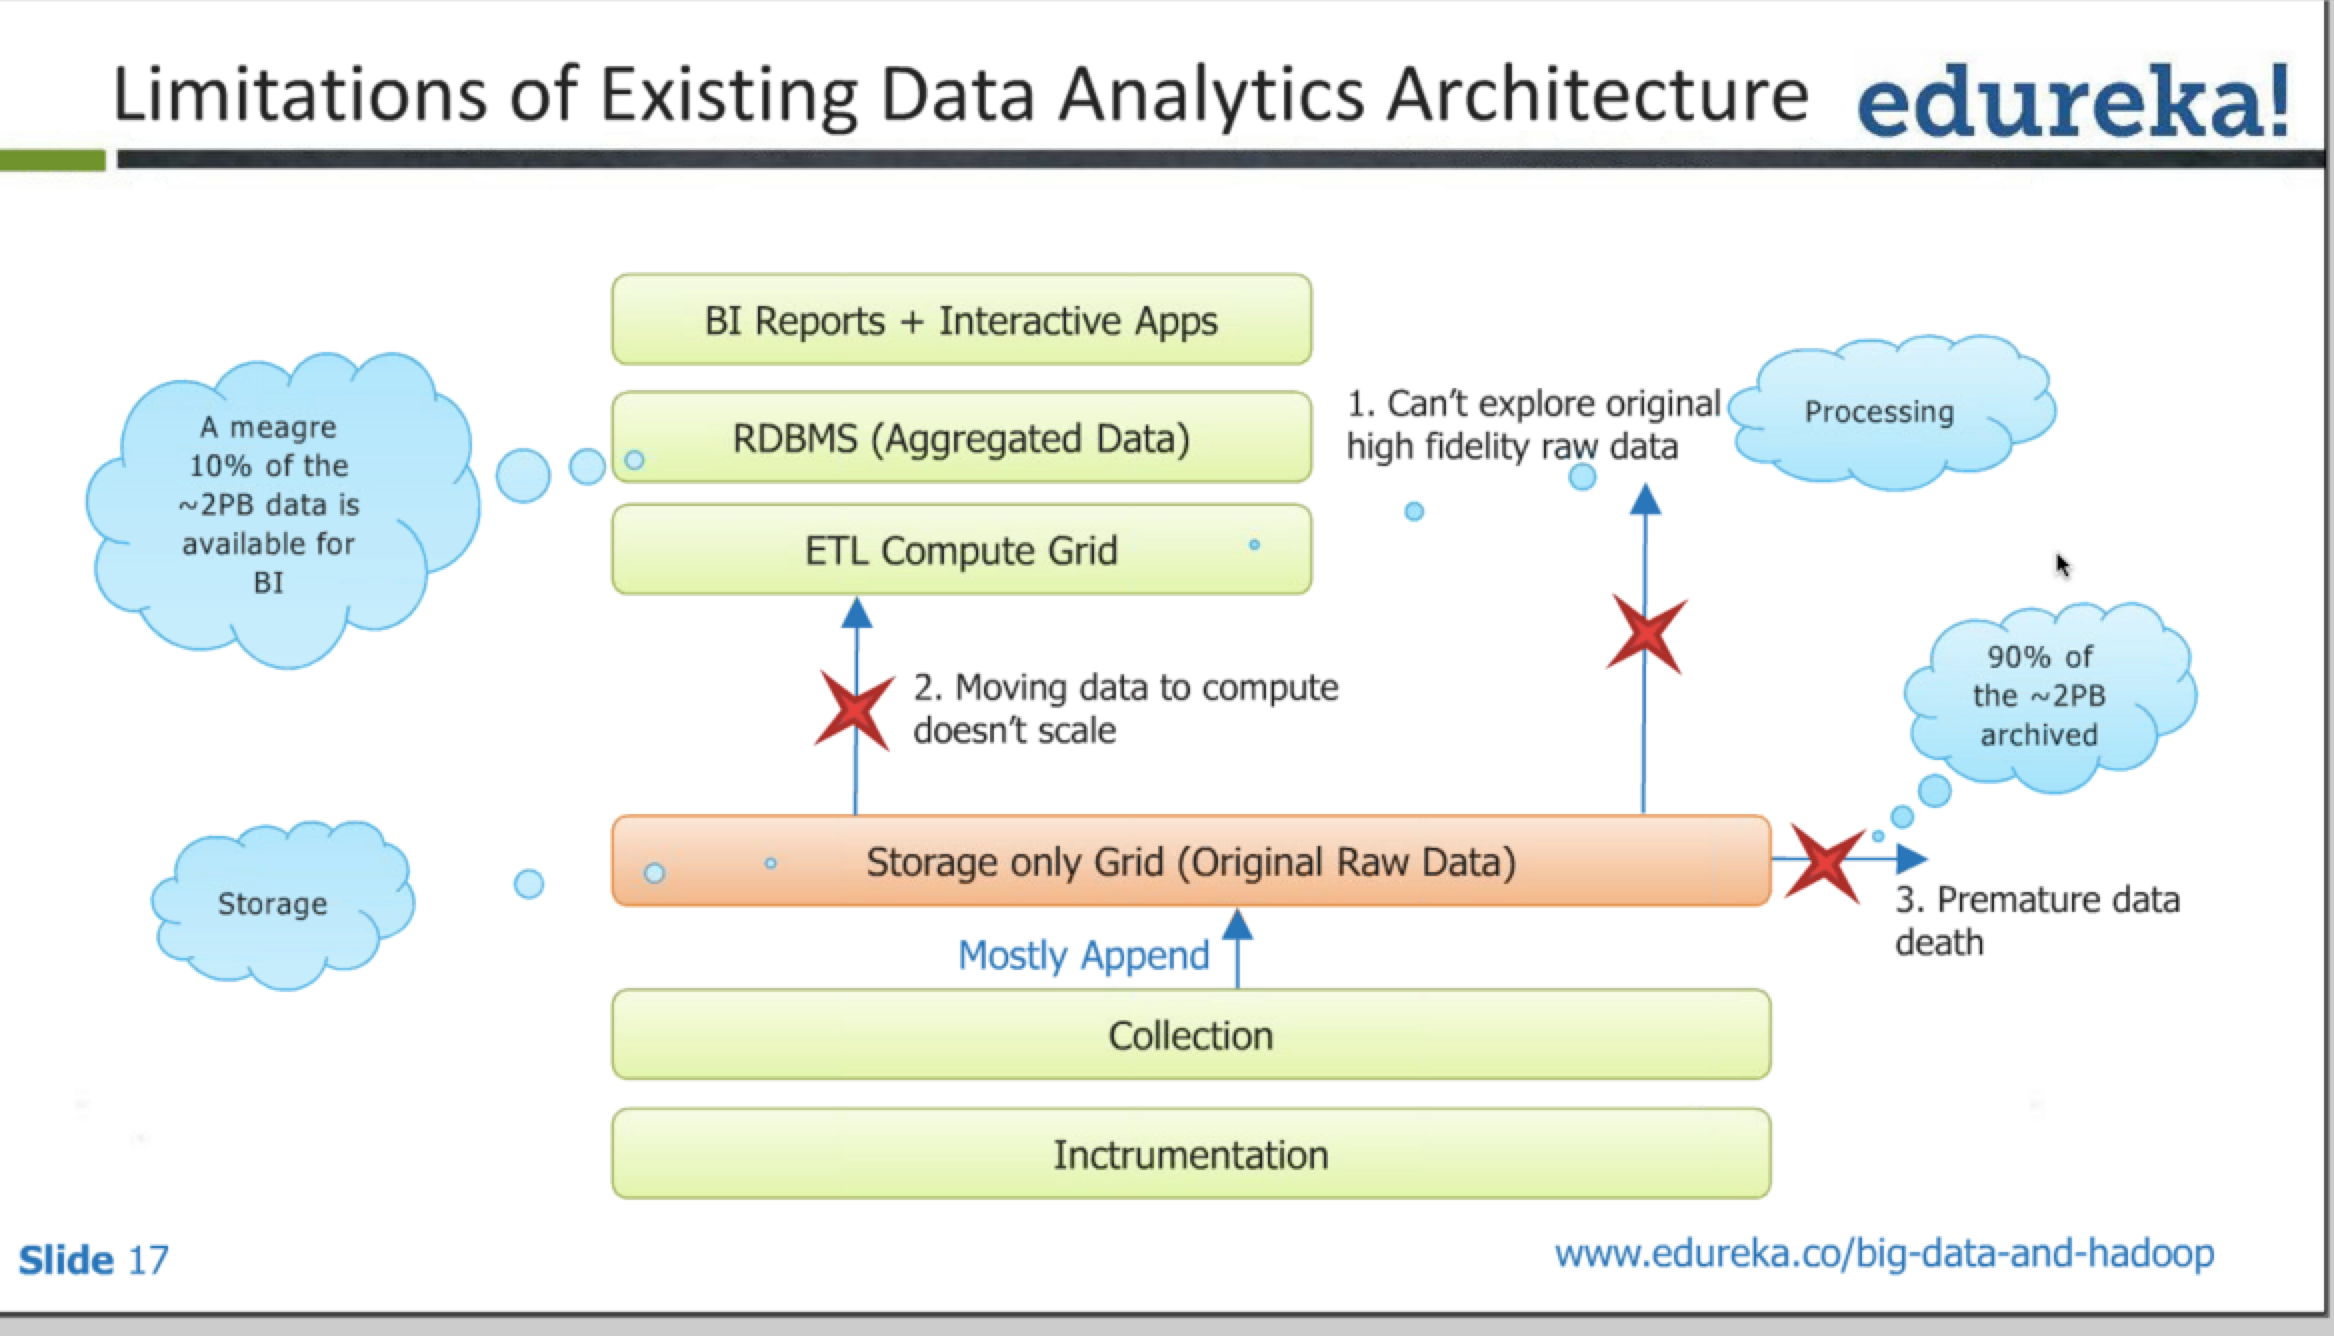 Limitations of Existing Data Analytics Architecture
edureka!
BI Reports + Interactive Apps
A meagre
10% of the
~2PB data is
available for
BI
RDBMS (Aggregated Data)
1. Can't explore original
high fidelity raw data
Processing
ETL Compute Grid
2. Moving data to compute
doesn't scale
90% of
the ~2PB
archived
Storage
Storage only Grid (Original Raw Data)
3. Premature data
death
Mostly Append
Collection
Inctrumentation
Slide 17
www.edureka.co/big-data-and-hadoop